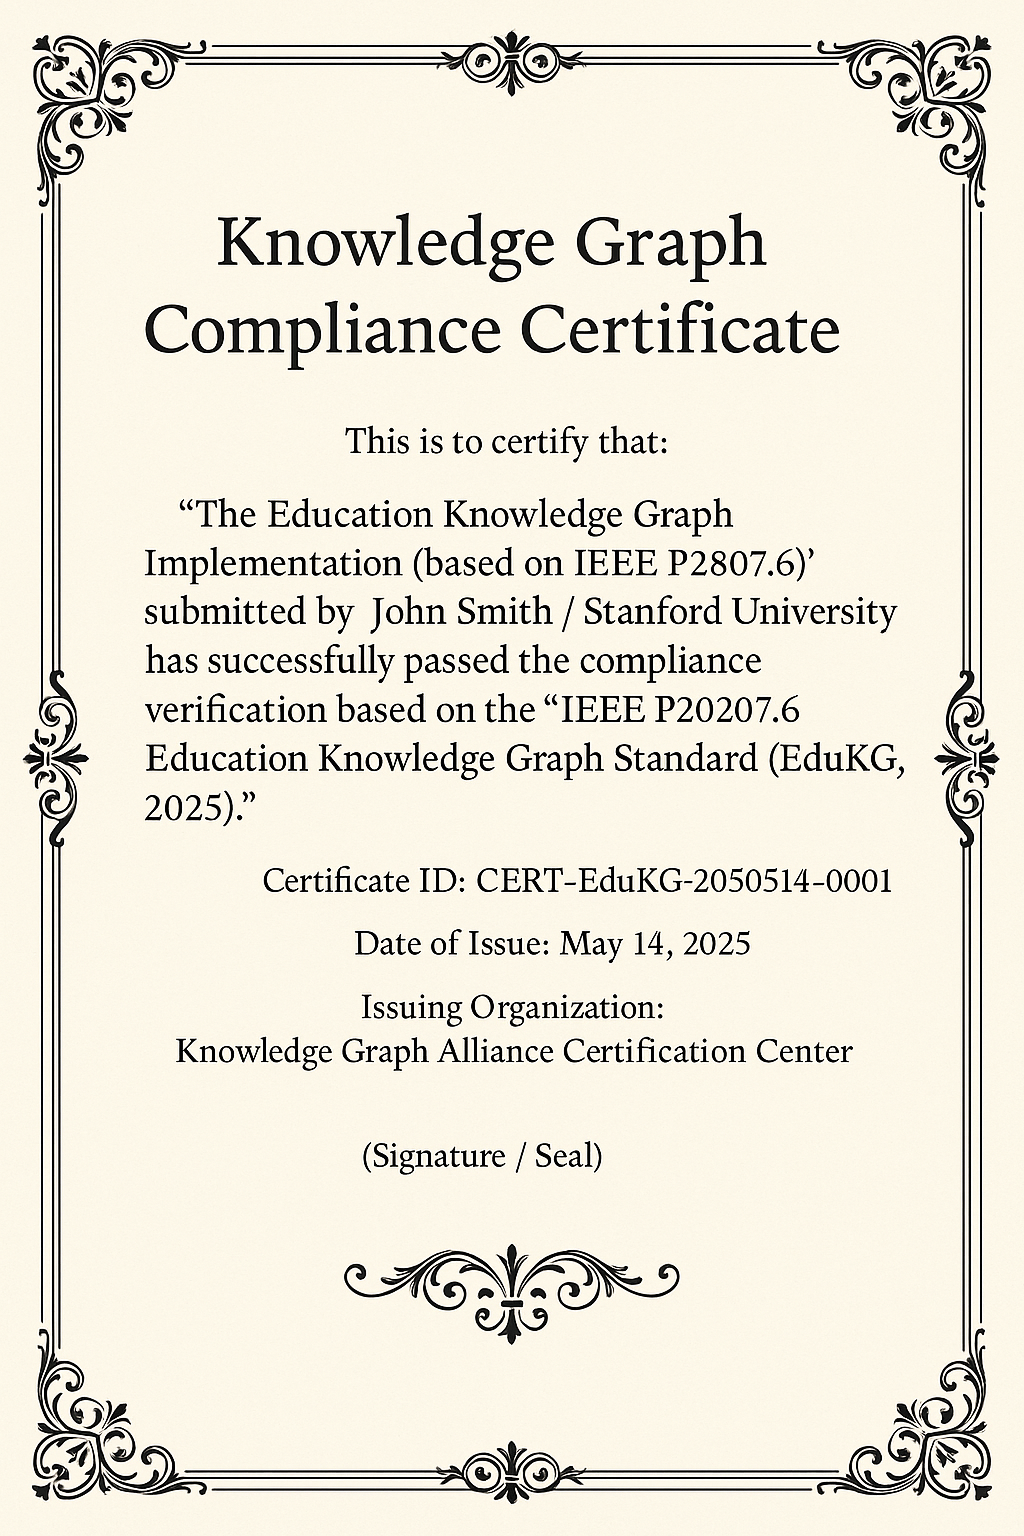 Knowledge Graph
Compliance Certificate
This is to certify that:
“The Education Knowledge Graph
Implementation (based on IEEE P2807.6)’
submitted by John Smith / Stanford University
has successfully passed the compliance
verification based on the “IEEE P20207.6
Education Knowledge Graph Standard (EduKG,
2025).”
Certificate ID: CERT-EduKG-2050514-0001
Date of Issue: May 14, 2025
Issuing Organization:
Knowledge Graph Alliance Certification Center
(Signature / Seal)